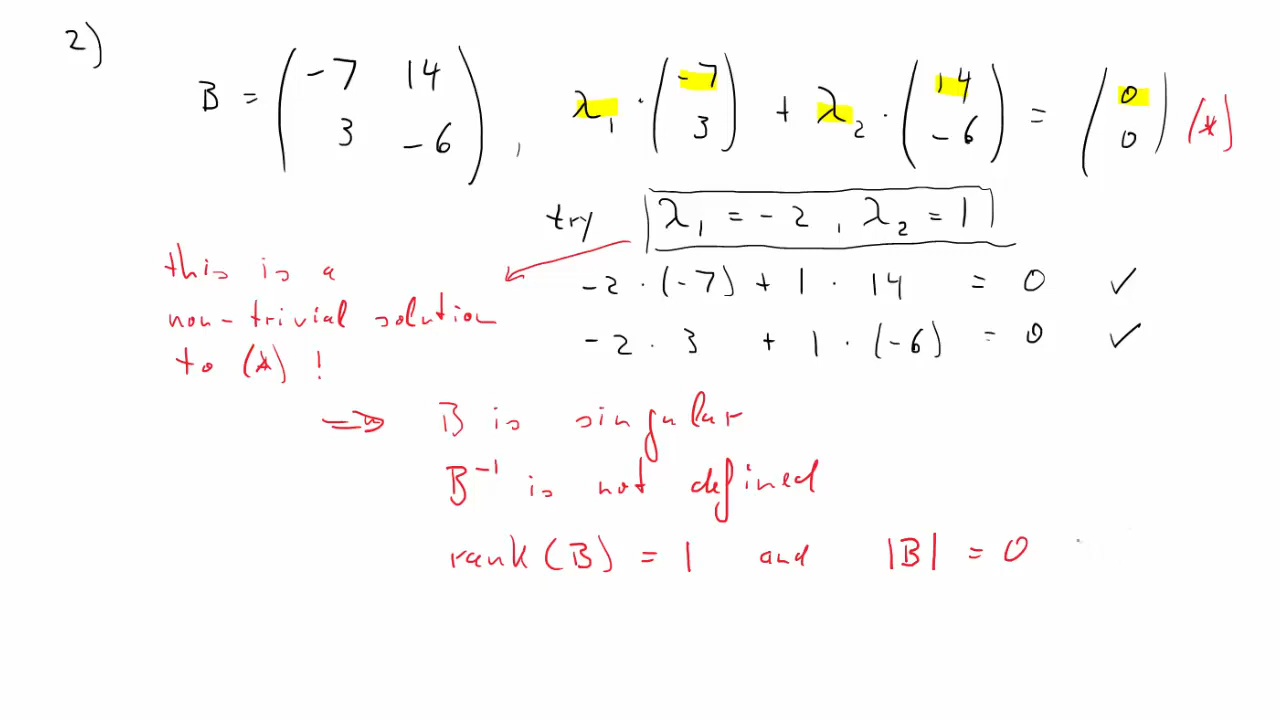 2)
B = ( -7 14 3 -6 ) , λ₁ · ( -7 3 ) + λ₂ · ( 14 -6 ) = ( 0 0 ) (*)
try λ₁ = - 2 , λ₂ = 1
-2 · (-7) + 1 · 14 = 0 ✓
-2 · 3 + 1 · (-6) = 0 ✓
this is a
non-trivial solution
to (*) !
⇒ B is singular
B⁻¹ is not defined
rank (B) = 1 and |B| = 0